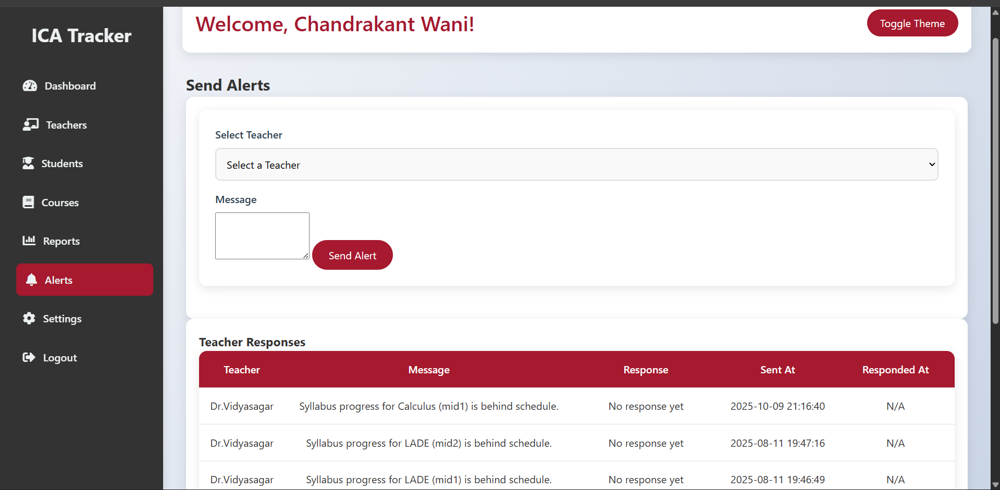 ICA Tracker
Dashboard
Teachers
Students
Courses
Reports
Alerts
Settings
Logout
Welcome, Chandrakant Wani!
Toggle Theme
Send Alerts
Select Teacher
Select a Teacher
Message
Send Alert
Teacher Responses
Teacher Message Response Sent At Responded At
Dr.Vidyasagar Syllabus progress for Calculus (mid1) is behind schedule. No response yet 2025-10-09 21:16:40 N/A
Dr.Vidyasagar Syllabus progress for LADE (mid2) is behind schedule. No response yet 2025-08-11 19:47:16 N/A
Dr.Vidyasagar Syllabus progress for LADE (mid1) is behind schedule. No response yet 2025-08-11 19:46:49 N/A